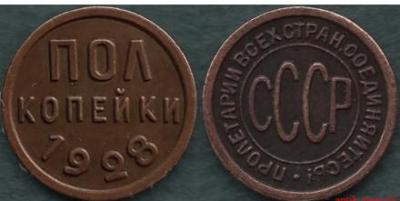 ПОЛ
КОПЕЙКИ
1928
ПРОЛЕТАРИИ ВСЕХ СТРАН, СОЕДИНЯЙТЕСЬ!
СССР